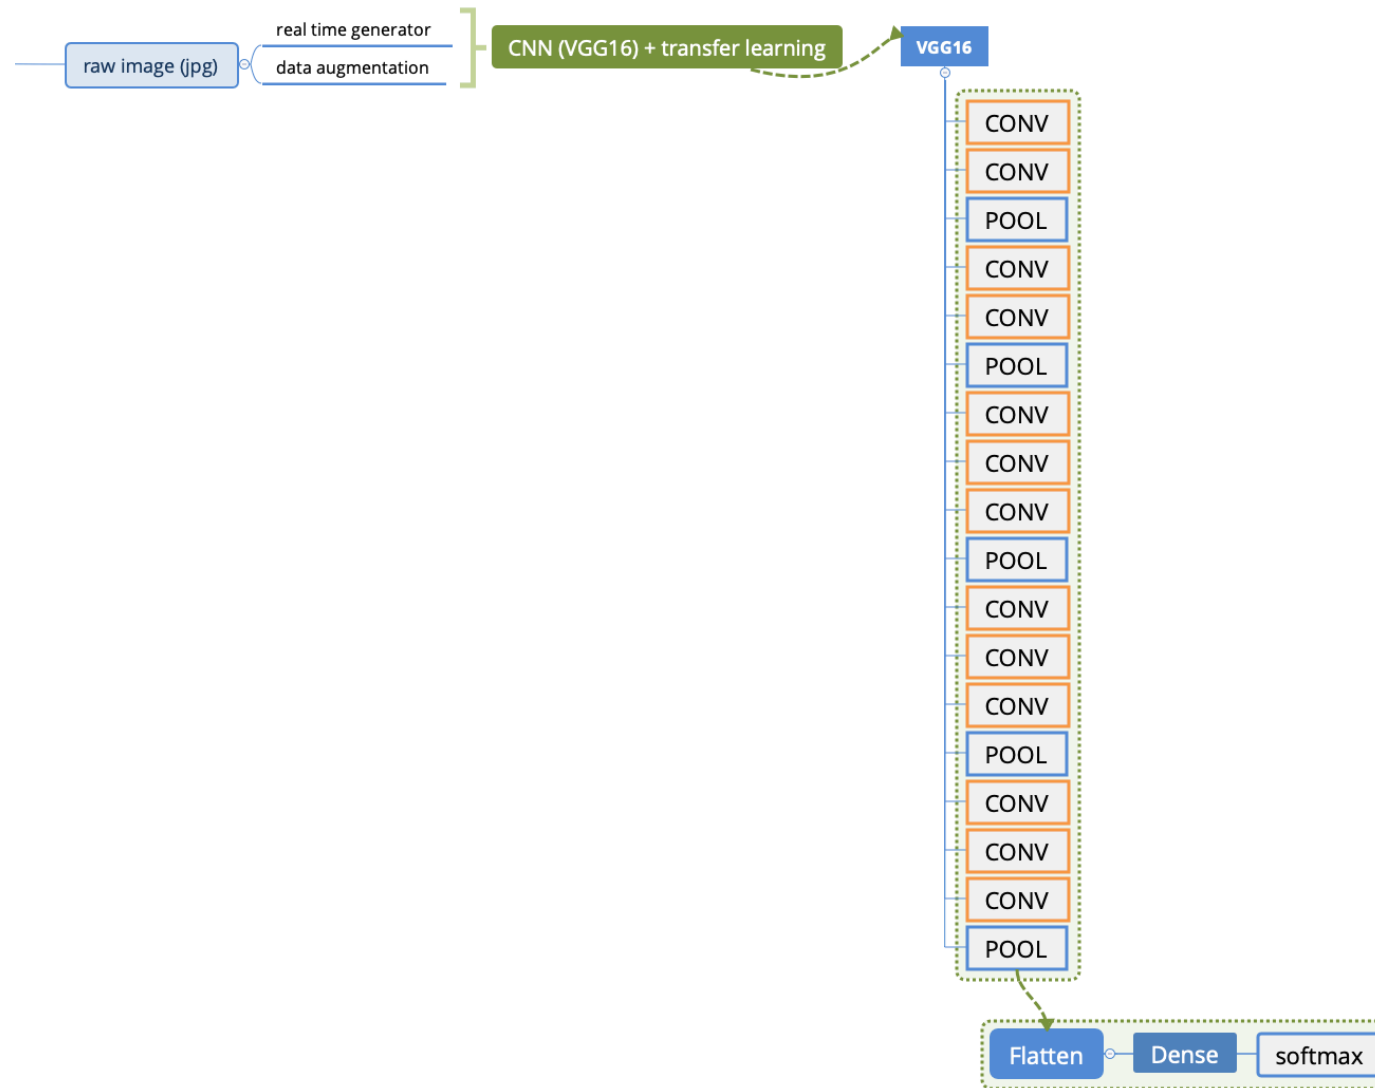 real time generator
raw image (jpg)
data augmentation
CNN (VGG16) + transfer learning
VGG16
CONV
CONV
POOL
CONV
CONV
POOL
CONV
CONV
CONV
POOL
CONV
CONV
CONV
POOL
CONV
CONV
CONV
POOL
Flatten
Dense
softmax